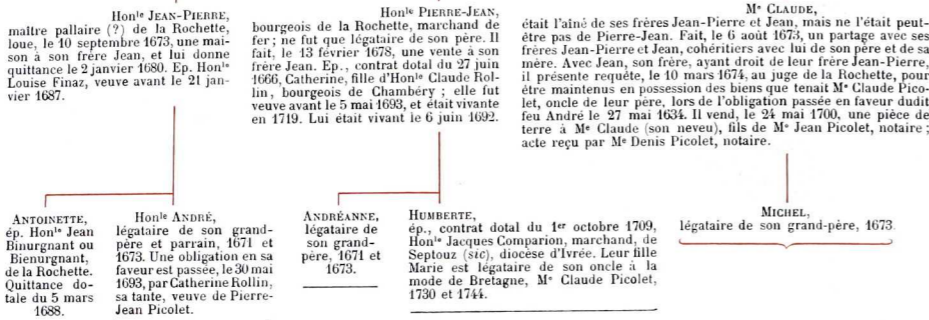 Hon^le JEAN-PIERRE,
maître pallaire (?) de la Rochette,
loue, le 10 septembre 1673, une mai-
son à son frère Jean, et lui donne
quittance le 2 janvier 1680. Ep. Hon^le
Louise Finaz, veuve avant le 21 jan-
vier 1687.
Hon^le PIERRE-JEAN,
bourgeois de la Rochette, marchand de
fer; ne fut que légataire de son père. Il
fait, le 13 février 1678, une vente à son
frère Jean. Ep., contrat dotal du 27 juin
1666, Catherine, fille d'Hon^le Claude Rol-
lin, bourgeois de Chambéry; elle fut
veuve avant le 5 mai 1693, et était vivante
en 1719. Lui était vivant le 6 juin 1692.
M^e CLAUDE,
était l'aîné de ses frères Jean-Pierre et Jean, mais ne l'était peut-
être pas de Pierre-Jean. Fait, le 6 août 1673, un partage avec ses
frères Jean-Pierre et Jean, cohéritiers avec lui de son père et de sa
mère. Avec Jean, son frère, ayant droit de leur frère Jean-Pierre,
il présente requête, le 10 mars 1674, au juge de la Rochette, pour
être maintenus en possession des biens que tenait M^e Claude Pico-
let, oncle de leur père, lors de l'obligation passée en faveur dudit
feu André le 27 mai 1634. Il vend, le 24 mai 1700, une pièce de
terre à M^e Claude (son neveu), fils de M^e Jean Picolet, notaire;
acte reçu par M^e Denis Picolet, notaire.
ANTOINETTE,
ép. Hon^le Jean
Binurgnant ou
Bienurgnant,
de la Rochette.
Quittance do-
tale du 5 mars
1688.
Hon^le ANDRÉ,
légataire de son grand-
père et parrain, 1671 et
1673. Une obligation en sa
faveur est passée, le 30 mai
1693, par Catherine Rollin,
sa tante, veuve de Pierre-
Jean Picolet.
ANDRÉANNE,
légataire de
son grand-
père, 1671 et
1673.
HUMBERTE,
ép., contrat dotal du 1^er octobre 1709,
Hon^le Jacques Comparion, marchand, de
Septouz (sic), diocèse d'Ivrée. Leur fille
Marie est légataire de son oncle à la
mode de Bretagne, M^e Claude Picolet,
1730 et 1744.
MICHEL,
légataire de son grand-père, 1673.